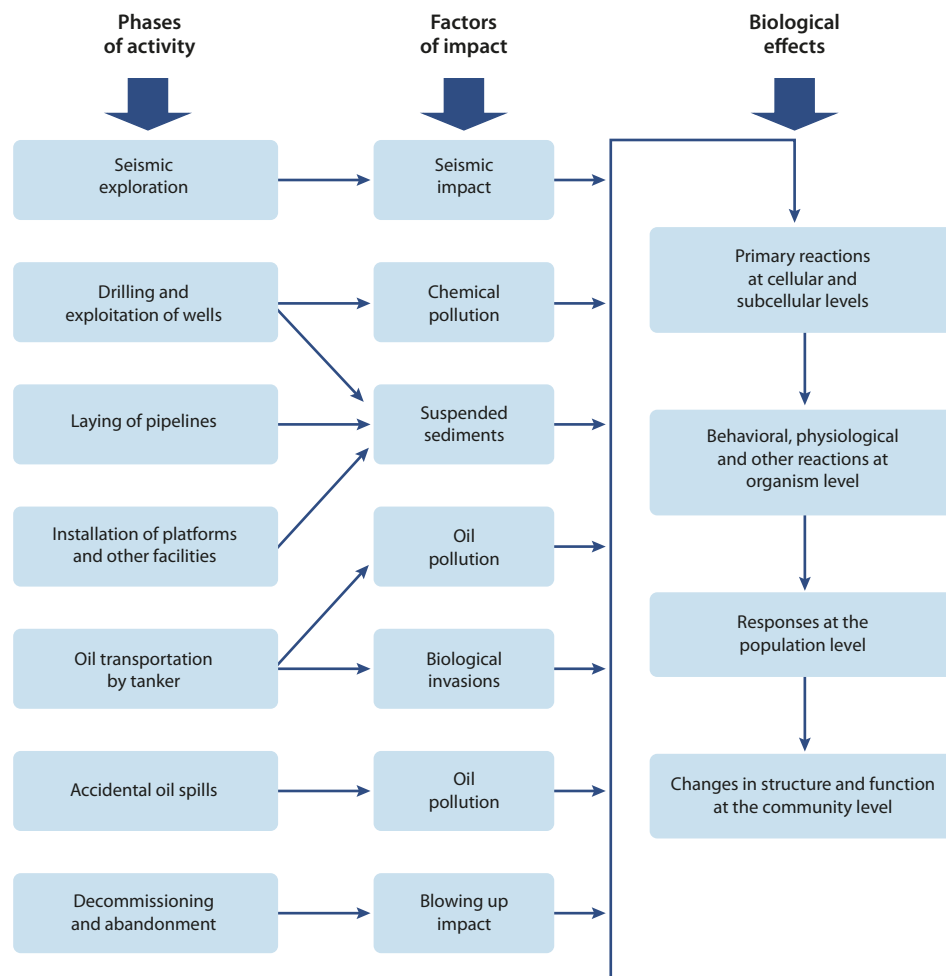 Phases
of activity
Factors
of impact
Biological
effects
Seismic
exploration
Seismic
impact
Drilling and
exploitation of wells
Chemical
pollution
Laying of pipelines
Suspended
sediments
Installation of platforms
and other facilities
Oil
pollution
Oil transportation
by tanker
Biological
invasions
Accidental oil spills
Oil
pollution
Decommissioning
and abandonment
Blowing up
impact
Primary reactions
at cellular and
subcellular levels
Behavioral, physiological
and other reactions at
organism level
Responses at the
population level
Changes in structure and function
at the community level